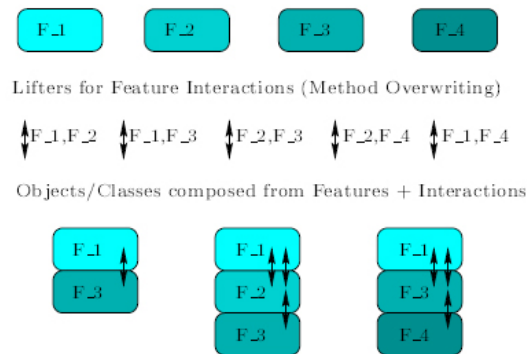 F_1 F_2 F_3 F_4
Lifters for Feature Interactions (Method Overwriting)
F_1,F_2 F_1,F_3 F_2,F_3 F_2,F_4 F_1,F_4
Objects/Classes composed from Features + Interactions
F_1 F_1 F_1
F_3 F_2 F_3
F_3 F_4